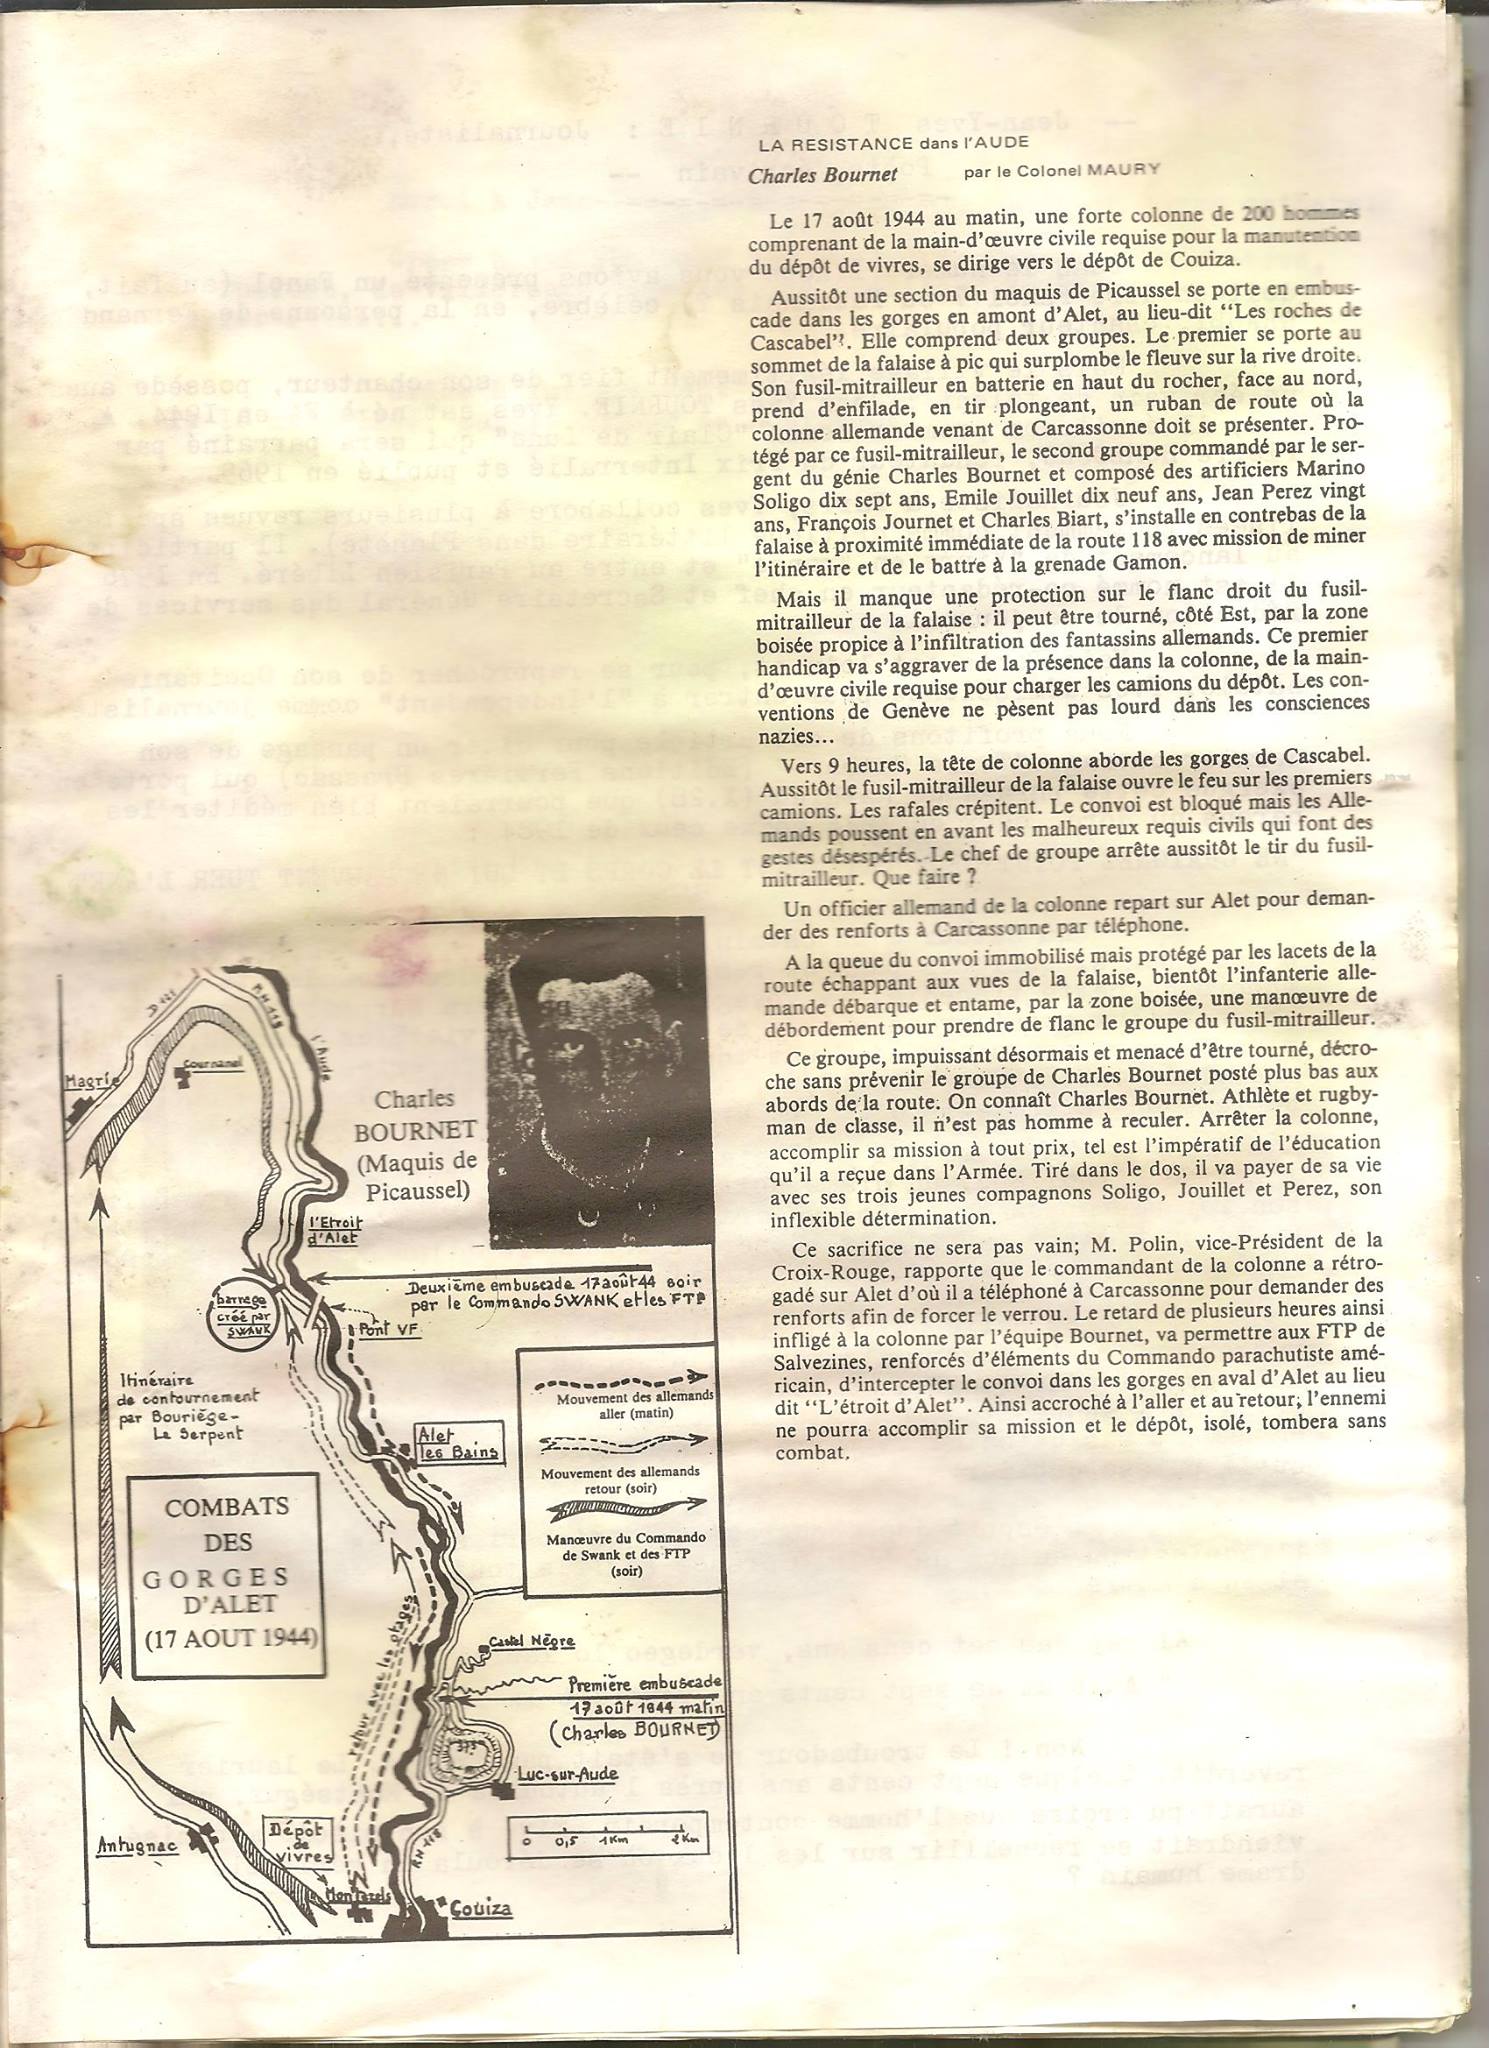 LA RESISTANCE dans l'AUDE
Charles Bournet par le Colonel MAURY
Le 17 août 1944 au matin, une forte colonne de 200 hommes
comprenant de la main-d'œuvre civile requise pour la manutention
du dépôt de vivres, se dirige vers le dépôt de Couiza.
Aussitôt une section du maquis de Picaussel se porte en embus-
cade dans les gorges en amont d'Alet, au lieu-dit "Les roches de
Cascabel". Elle comprend deux groupes. Le premier se porte au
sommet de la falaise à pic qui surplombe le fleuve sur la rive droite.
Son fusil-mitrailleur en batterie en haut du rocher, face au nord,
prend d'enfilade, en tir plongeant, un ruban de route où la
colonne allemande venant de Carcassonne doit se présenter. Pro-
tégé par ce fusil-mitrailleur, le second groupe commandé par le ser-
gent du génie Charles Bournet et composé des artificiers Marino
Soligo dix sept ans, Emile Jouillet dix neuf ans, Jean Perez vingt
ans, François Journet et Charles Biart, s'installe en contrebas de la
falaise à proximité immédiate de la route 118 avec mission de miner
l'itinéraire et de le battre à la grenade Gamon.
Mais il manque une protection sur le flanc droit du fusil-
mitrailleur de la falaise : il peut être tourné, côté Est, par la zone
boisée propice à l'infiltration des fantassins allemands. Ce premier
handicap va s'aggraver de la présence dans la colonne, de la main-
d'œuvre civile requise pour charger les camions du dépôt. Les con-
ventions de Genève ne pèsent pas lourd dans les consciences
nazies...
Vers 9 heures, la tête de colonne aborde les gorges de Cascabel.
Aussitôt le fusil-mitrailleur de la falaise ouvre le feu sur les premiers
camions. Les rafales crépitent. Le convoi est bloqué mais les Alle-
mands poussent en avant les malheureux requis civils qui font des
gestes désespérés. Le chef de groupe arrête aussitôt le tir du fusil-
mitrailleur. Que faire ?
Un officier allemand de la colonne repart sur Alet pour deman-
der des renforts à Carcassonne par téléphone.
A la queue du convoi immobilisé mais protégé par les lacets de la
route échappant aux vues de la falaise, bientôt l'infanterie alle-
mande débarque et entame, par la zone boisée, une manœuvre de
débordement pour prendre de flanc le groupe du fusil-mitrailleur.
Ce groupe, impuissant désormais et menacé d'être tourné, décro-
che sans prévenir le groupe de Charles Bournet posté plus bas aux
abords de la route. On connaît Charles Bournet. Athlète et rugby-
man de classe, il n'est pas homme à reculer. Arrêter la colonne,
accomplir sa mission à tout prix, tel est l'impératif de l'éducation
qu'il a reçue dans l'Armée. Tiré dans le dos, il va payer de sa vie
avec ses trois jeunes compagnons Soligo, Jouillet et Perez, son
inflexible détermination.
Ce sacrifice ne sera pas vain; M. Polin, vice-Président de la
Croix-Rouge, rapporte que le commandant de la colonne a rétro-
gadé sur Alet d'où il a téléphoné à Carcassonne pour demander des
renforts afin de forcer le verrou. Le retard de plusieurs heures ainsi
infligé à la colonne par l'équipe Bournet, va permettre aux FTP de
Salvezines, renforcés d'éléments du Commando parachutiste amé-
ricain, d'intercepter le convoi dans les gorges en aval d'Alet au lieu
dit "L'étroit d'Alet". Ainsi accroché à l'aller et au retour, l'ennemi
ne pourra accomplir sa mission et le dépôt, isolé, tombera sans
combat.
RN 118
l'Aude
Cournanel
Magrie
Charles
BOURNET
(Maquis de
Picaussel)
l'Etroit
d'Alet
Deuxième embuscade 17 août 44 soir
par le Commando SWANK et les FTP
barrage
créé par
SWANK
Pont VF
Itinéraire
de contournement
par Bouriège-
Le Serpent
Alet
les Bains
Mouvement des allemands
aller (matin)
Mouvement des allemands
retour (soir)
Manœuvre du Commando
de Swank et des FTP
(soir)
COMBATS
DES
GORGES
D'ALET
(17 AOUT 1944)
retour avec les otages
Castel Nègre
Première embuscade
17 août 1944 matin
(Charles BOURNET)
Luc-sur-Aude
0 0,5 1Km 2Km
Antugnac
Dépôt
de
vivres
Montazels
RN 118
Couiza